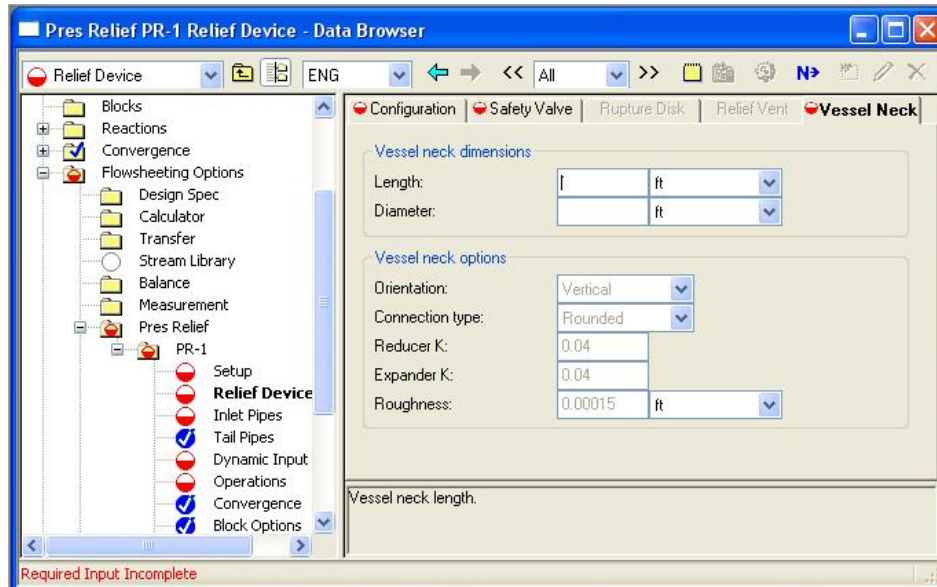 Pres Relief PR-1 Relief Device - Data Browser
Relief Device ENG << All >> N
Blocks
Reactions
Convergence
Flowsheeting Options
Design Spec
Calculator
Transfer
Stream Library
Balance
Measurement
Pres Relief
PR-1
Setup
Relief Device
Inlet Pipes
Tail Pipes
Dynamic Input
Operations
Convergence
Block Options
Configuration Safety Valve Rupture Disk Relief Vent Vessel Neck
Vessel neck dimensions
Length: ft
Diameter: ft
Vessel neck options
Orientation: Vertical
Connection type: Rounded
Reducer K: 0.04
Expander K: 0.04
Roughness: 0.00015 ft
Vessel neck length.
Required Input Incomplete